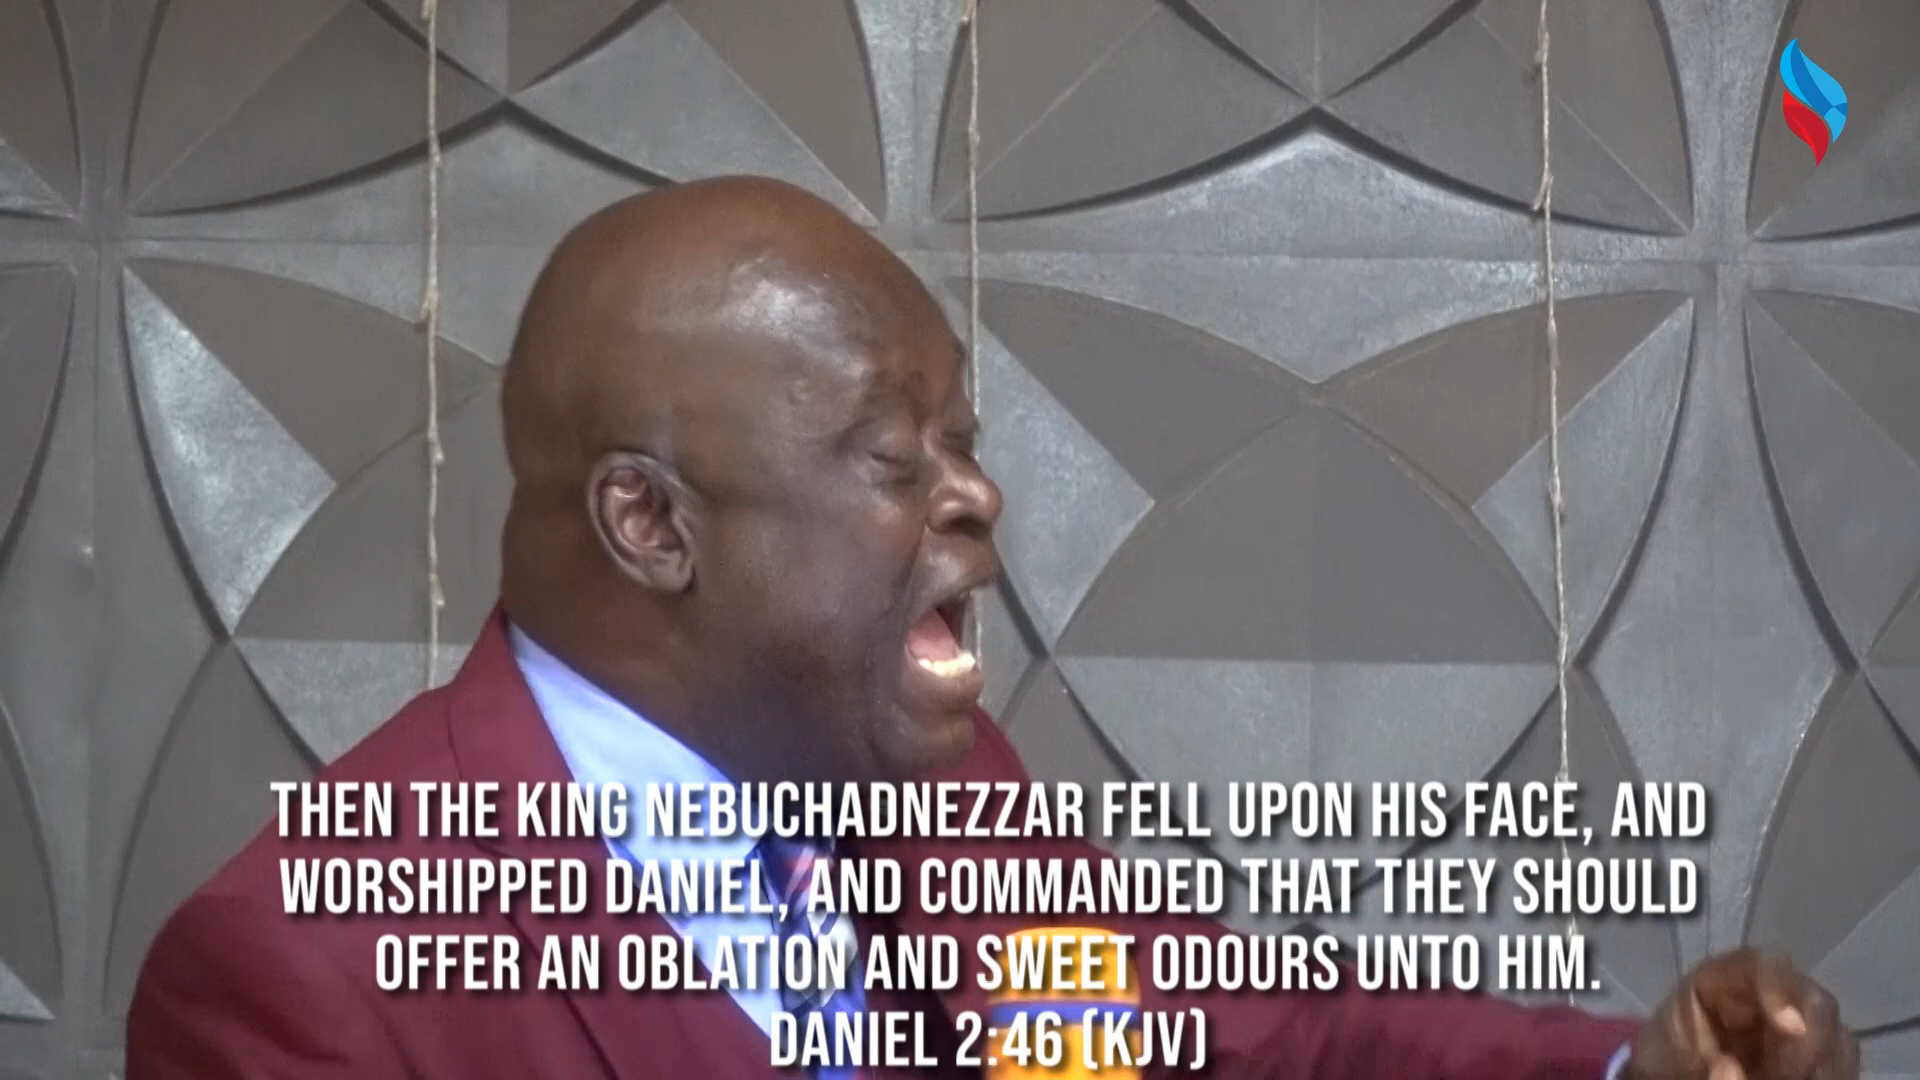 THEN THE KING NEBUCHADNEZZAR FELL UPON HIS FACE, AND
WORSHIPPED DANIEL, AND COMMANDED THAT THEY SHOULD
OFFER AN OBLATION AND SWEET ODOURS UNTO HIM.
DANIEL 2:46 (KJV)